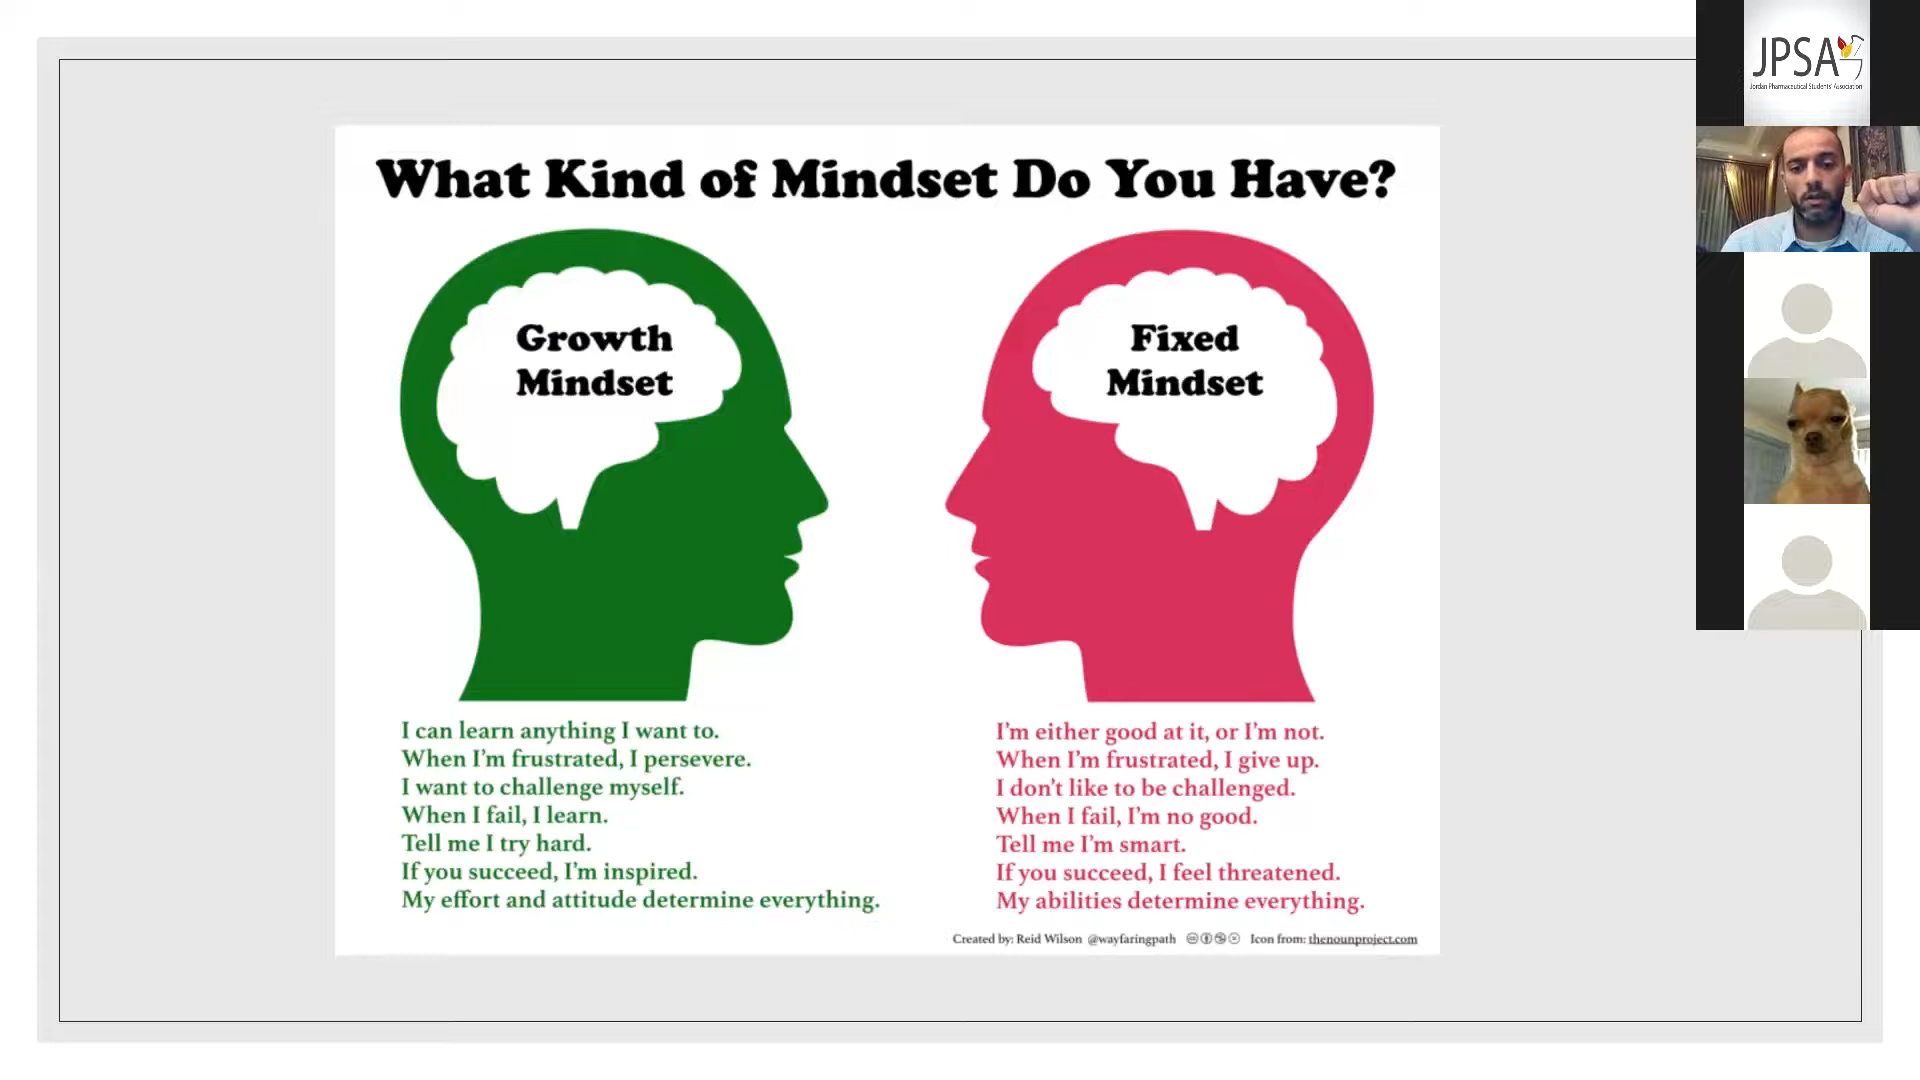 What Kind of Mindset Do You Have?
Growth
Mindset
I can learn anything I want to.
When I'm frustrated, I persevere.
I want to challenge myself.
When I fail, I learn.
Tell me I try hard.
If you succeed, I'm inspired.
My effort and attitude determine everything.
Fixed
Mindset
I'm either good at it, or I'm not.
When I'm frustrated, I give up.
I don't like to be challenged.
When I fail, I'm no good.
Tell me I'm smart.
If you succeed, I feel threatened.
My abilities determine everything.
Created by: Reid Wilson @wayfaringpath Icon from: thenounproject.com
JPSA
Jordan Pharmaceutical Students' Association